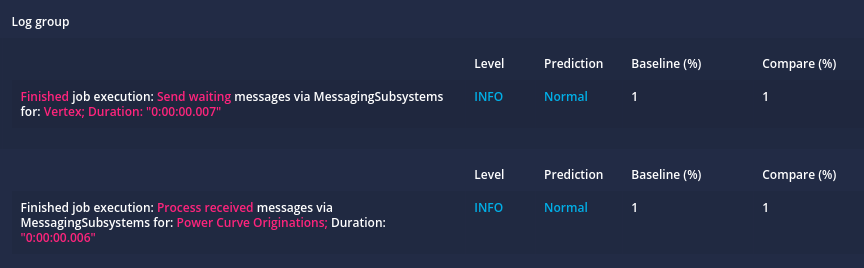 Log group
Level Prediction Baseline (%) Compare (%)
Finished job execution: Send waiting messages via MessagingSubsystems INFO Normal 1 1
for: Vertex; Duration: "0:00:00.007"
Level Prediction Baseline (%) Compare (%)
Finished job execution: Process received messages via INFO Normal 1 1
MessagingSubsystems for: Power Curve Originations; Duration:
"0:00:00.006"